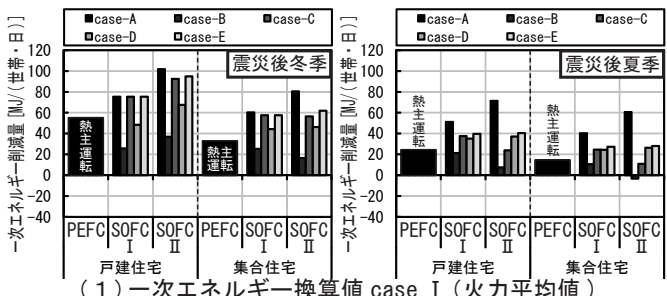 ■case-A ■case-B ■case-C
■case-D ■case-E
一次エネルギー削減量 [MJ/(世帯・日)]
120
100
80
60
40
20
0
-20
-40
震災後冬季
熱主運転
熱主運転
PEFC SOFC I SOFC II PEFC SOFC I SOFC II
戸建住宅 集合住宅
■case-A ■case-B ■case-C
■case-D ■case-E
一次エネルギー削減量 [MJ/(世帯・日)]
120
100
80
60
40
20
0
-20
-40
震災後夏季
熱主運転
熱主運転
PEFC SOFC I SOFC II PEFC SOFC I SOFC II
戸建住宅 集合住宅
(1)一次エネルギー換算値 case I(火力平均値)